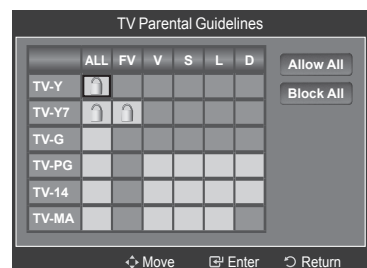 TV Parental Guidelines
ALL FV V S L D
Allow All
Block All
TV-Y
TV-Y7
TV-G
TV-PG
TV-14
TV-MA
Move Enter Return